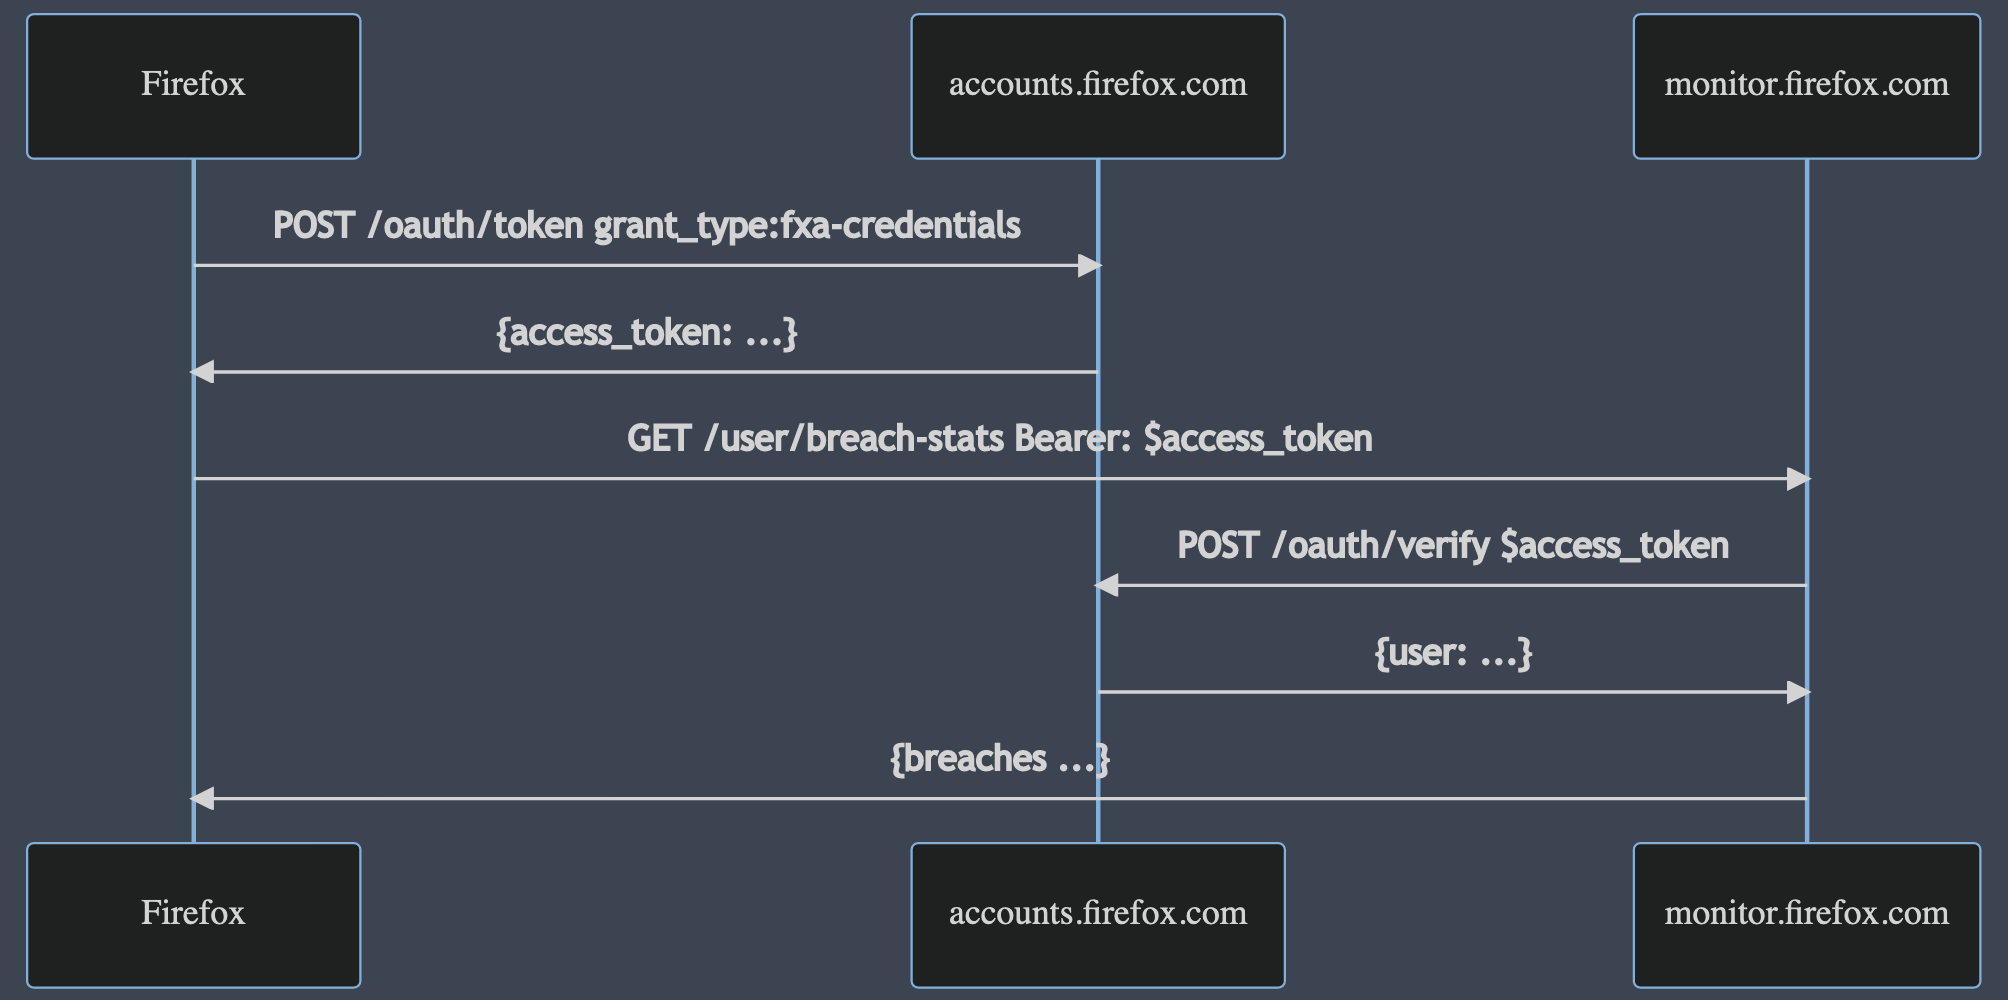 Firefox
accounts.firefox.com
monitor.firefox.com
POST /oauth/token grant_type:fxa-credentials
{access_token: ...}
GET /user/breach-stats Bearer: $access_token
POST /oauth/verify $access_token
{user: ...}
{breaches ...}
Firefox
accounts.firefox.com
monitor.firefox.com